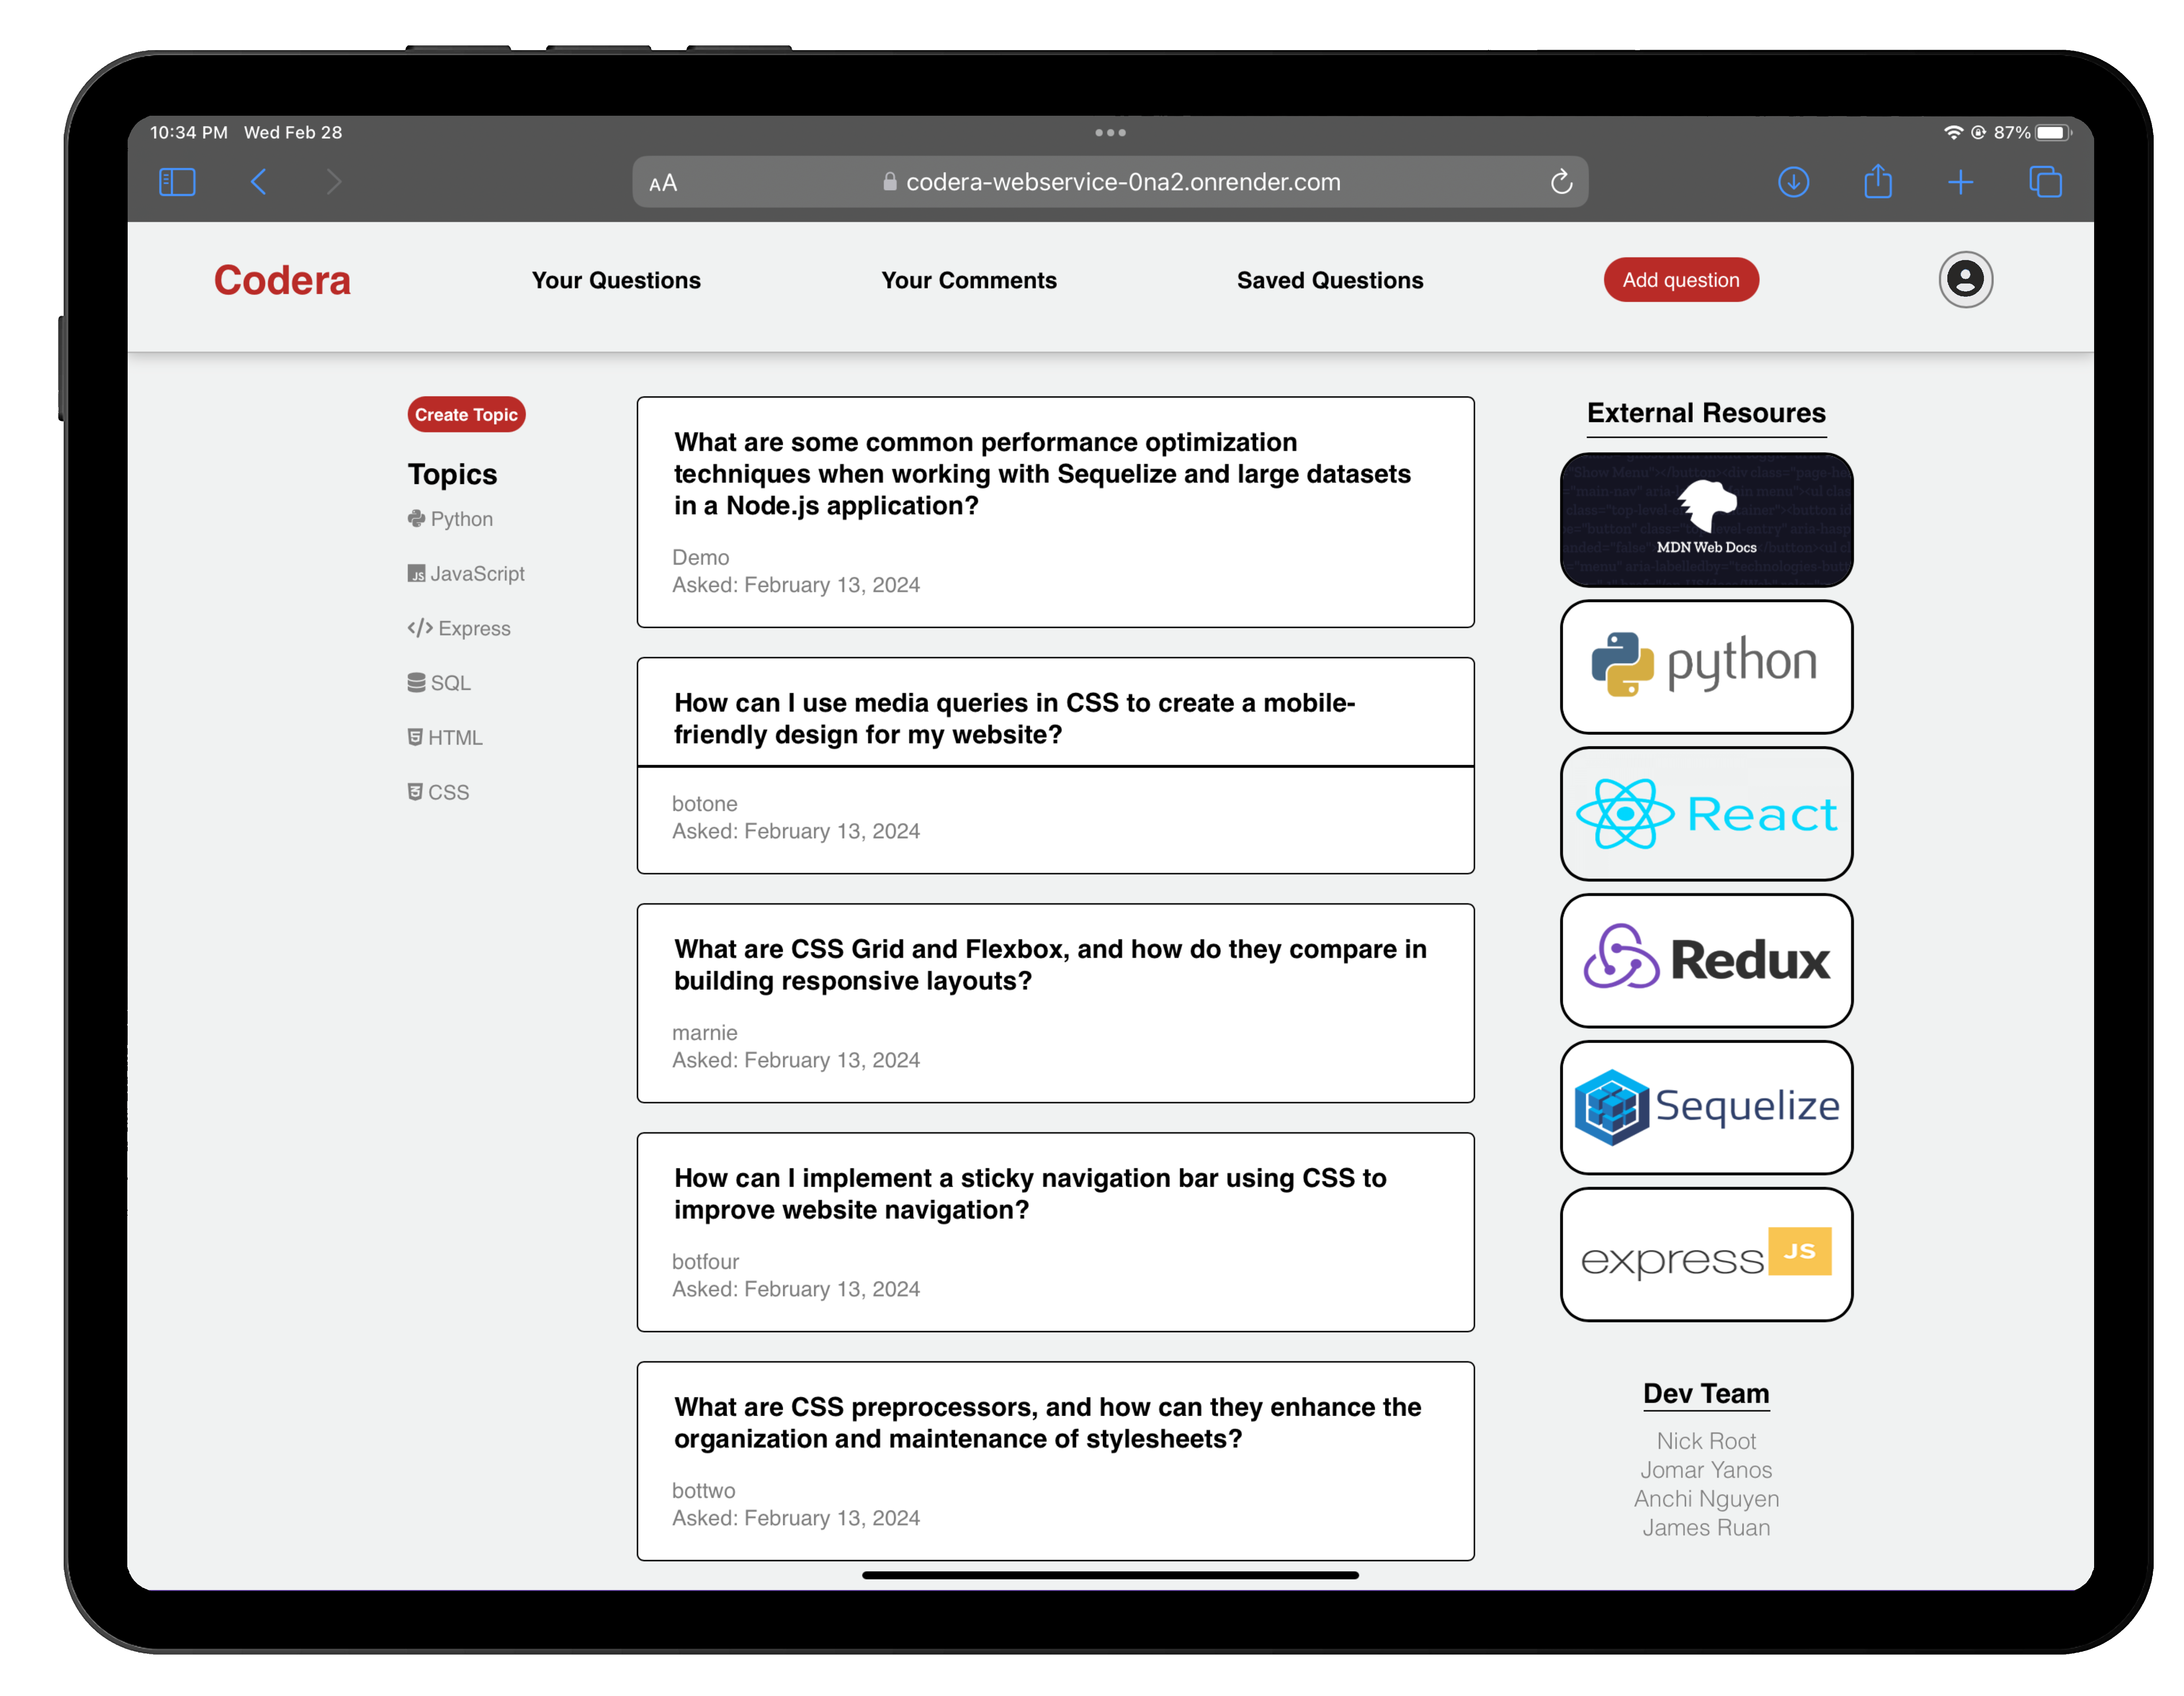 10:34 PM Wed Feb 28
87%
AA
codera-webservice-0na2.onrender.com
Codera
Your Questions
Your Comments
Saved Questions
Add question
Create Topic
Topics
Python
JS JavaScript
</> Express
SQL
HTML
CSS
What are some common performance optimization
techniques when working with Sequelize and large datasets
in a Node.js application?
Demo
Asked: February 13, 2024
How can I use media queries in CSS to create a mobile-
friendly design for my website?
botone
Asked: February 13, 2024
What are CSS Grid and Flexbox, and how do they compare in
building responsive layouts?
marnie
Asked: February 13, 2024
How can I implement a sticky navigation bar using CSS to
improve website navigation?
botfour
Asked: February 13, 2024
What are CSS preprocessors, and how can they enhance the
organization and maintenance of stylesheets?
bottwo
Asked: February 13, 2024
External Resoures
MDN Web Docs
python
React
Redux
Sequelize
express JS
Dev Team
Nick Root
Jomar Yanos
Anchi Nguyen
James Ruan